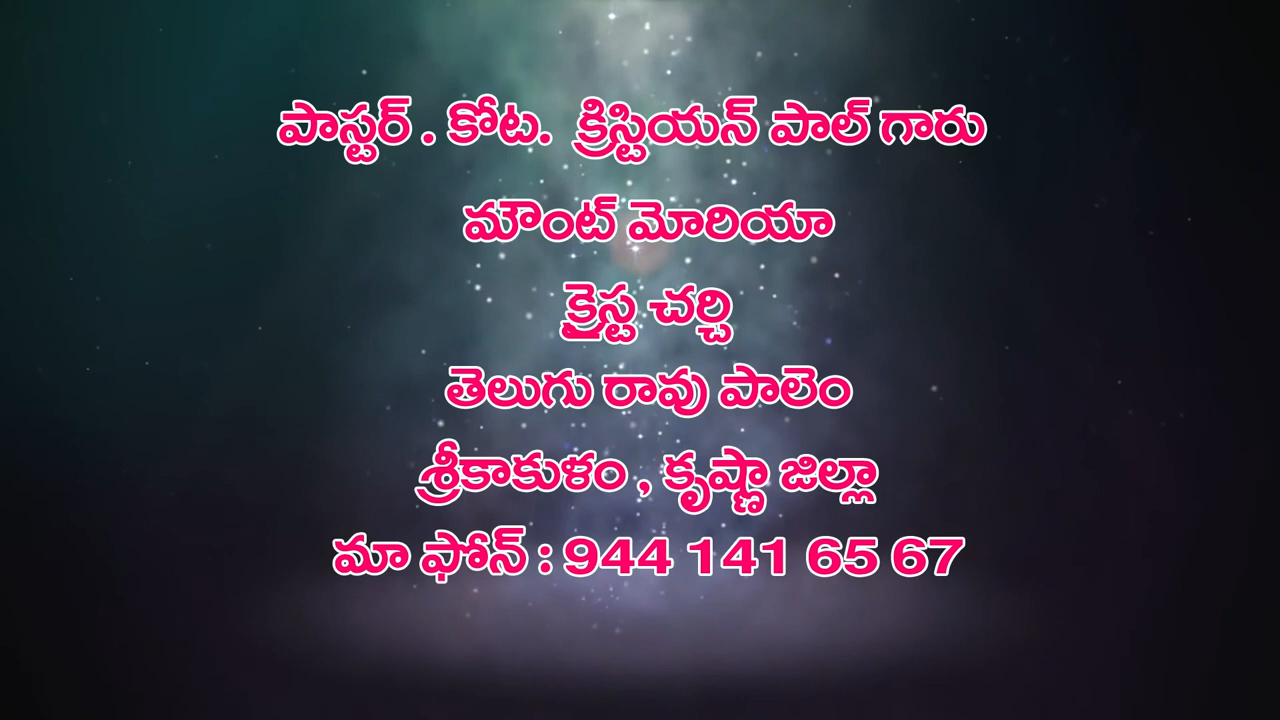 పాస్టర్ . కోట. క్రిస్టియన్ పాల్ గారు
మౌంట్ మోరియా
క్రైస్ట చర్చి
తెలుగు రావు పాలెం
శ్రీకాకుళం , కృష్ణా జిల్లా
మా ఫోన్ : 944 141 65 67